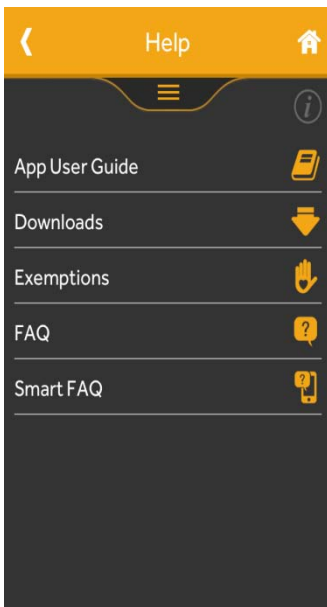 Help
App User Guide
Downloads
Exemptions
FAQ
Smart FAQ